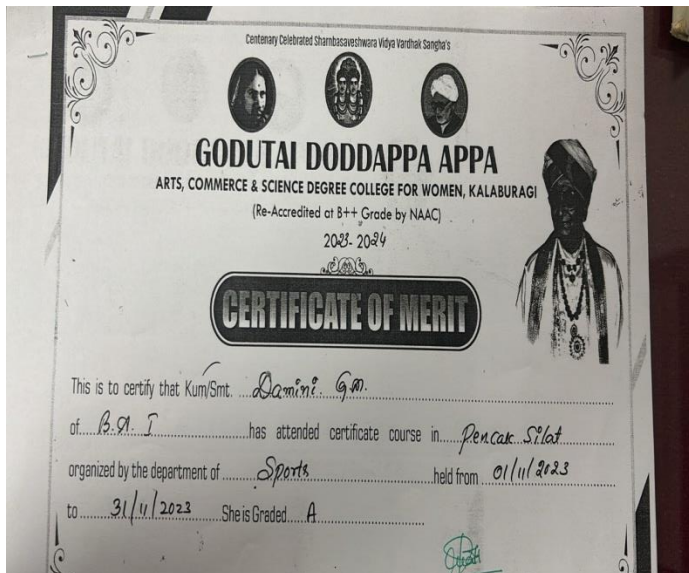 Centenary Celebrated Sharnbasaveshwara Vidya Vardhak Sangha's
GODUTAI DODDAPPA APPA
ARTS, COMMERCE & SCIENCE DEGREE COLLEGE FOR WOMEN, KALABURAGI
(Re-Accredited at B++ Grade by NAAC)
2023-2024
CERTIFICATE OF MERIT
This is to certify that Kum/Smt. Damini. G.M.
of B.A. I has attended certificate course in Pencak Silat
organized by the department of Sports held from 01/11/2023
to 31/11/2023 She is Graded A